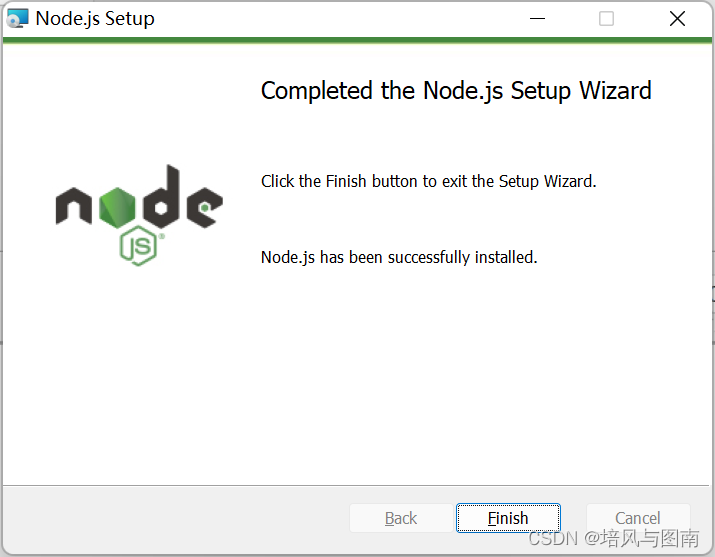 Node.js Setup
Completed the Node.js Setup Wizard
Click the Finish button to exit the Setup Wizard.
node
JS
Node.js has been successfully installed.
Back Finish Cancel
CSDN @培风与图南